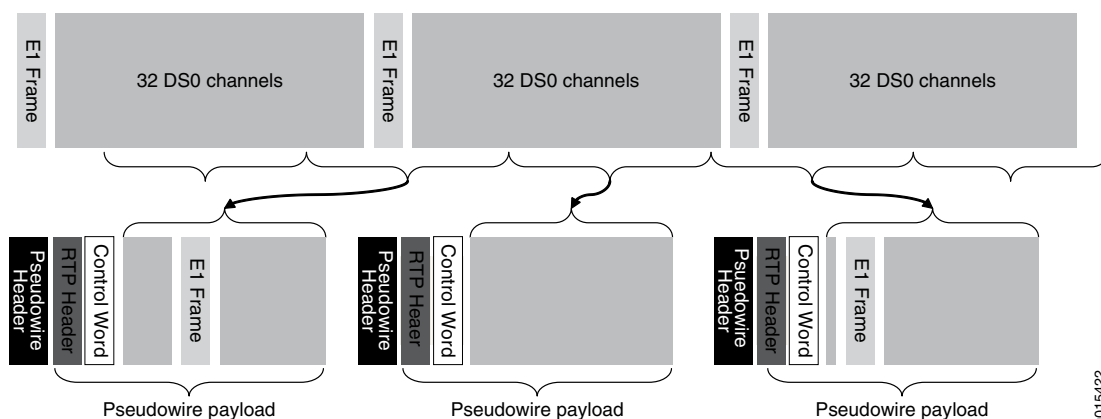 E1 Frame
32 DS0 channels
E1 Frame
32 DS0 channels
E1 Frame
32 DS0 channels
Pseudowire
Header
RTP Header
Control Word
E1 Frame
Pseudowire
Header
RTP Heaer
Control Word
Psuedowire
Header
RTP Header
Control Word
E1 Frame
Pseudowire payload
Pseudowire payload
Pseudowire payload